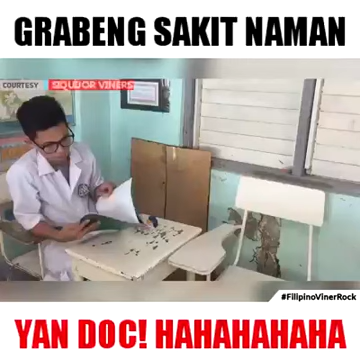 GRABENG SAKIT NAMAN
COURTESY
SIQUIJOR VINERS
#FilipinoVinerRock
YAN DOC! HAHAHAHAHA